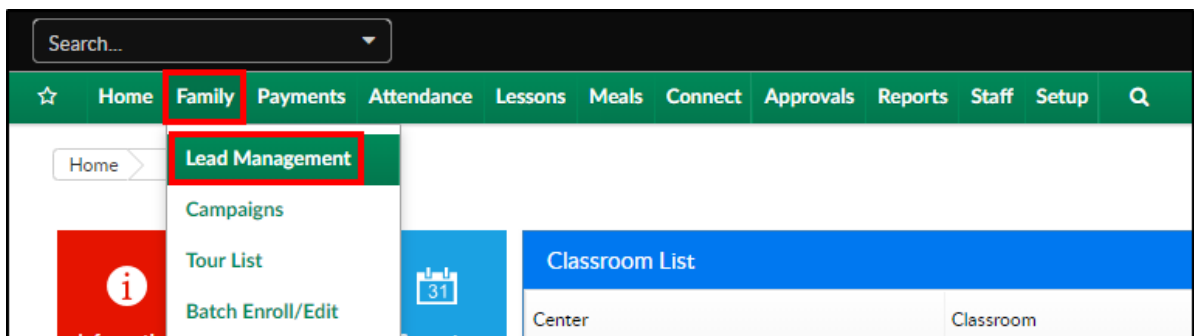 Search...
Home Family Payments Attendance Lessons Meals Connect Approvals Reports Staff Setup
Home
Lead Management
Campaigns
Tour List
Batch Enroll/Edit
31
Classroom List
Center Classroom